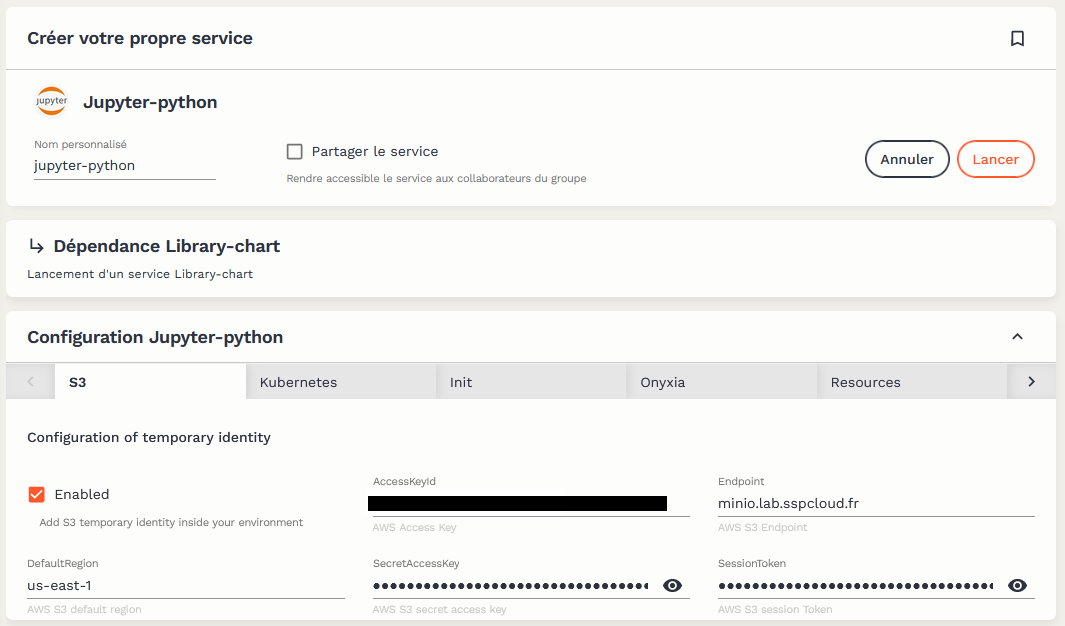 Créer votre propre service
jupyter
Jupyter-python
Nom personnalisé
jupyter-python
Partager le service
Rendre accessible le service aux collaborateurs du groupe
Annuler
Lancer
Dépendance Library-chart
Lancement d'un service Library-chart
Configuration Jupyter-python
S3 Kubernetes Init Onyxia Resources
Configuration of temporary identity
Enabled
Add S3 temporary identity inside your environment
AccessKeyId
AWS Access Key
Endpoint
minio.lab.sspcloud.fr
AWS S3 Endpoint
DefaultRegion
us-east-1
AWS S3 default region
SecretAccessKey
AWS S3 secret access key
SessionToken
AWS S3 session Token